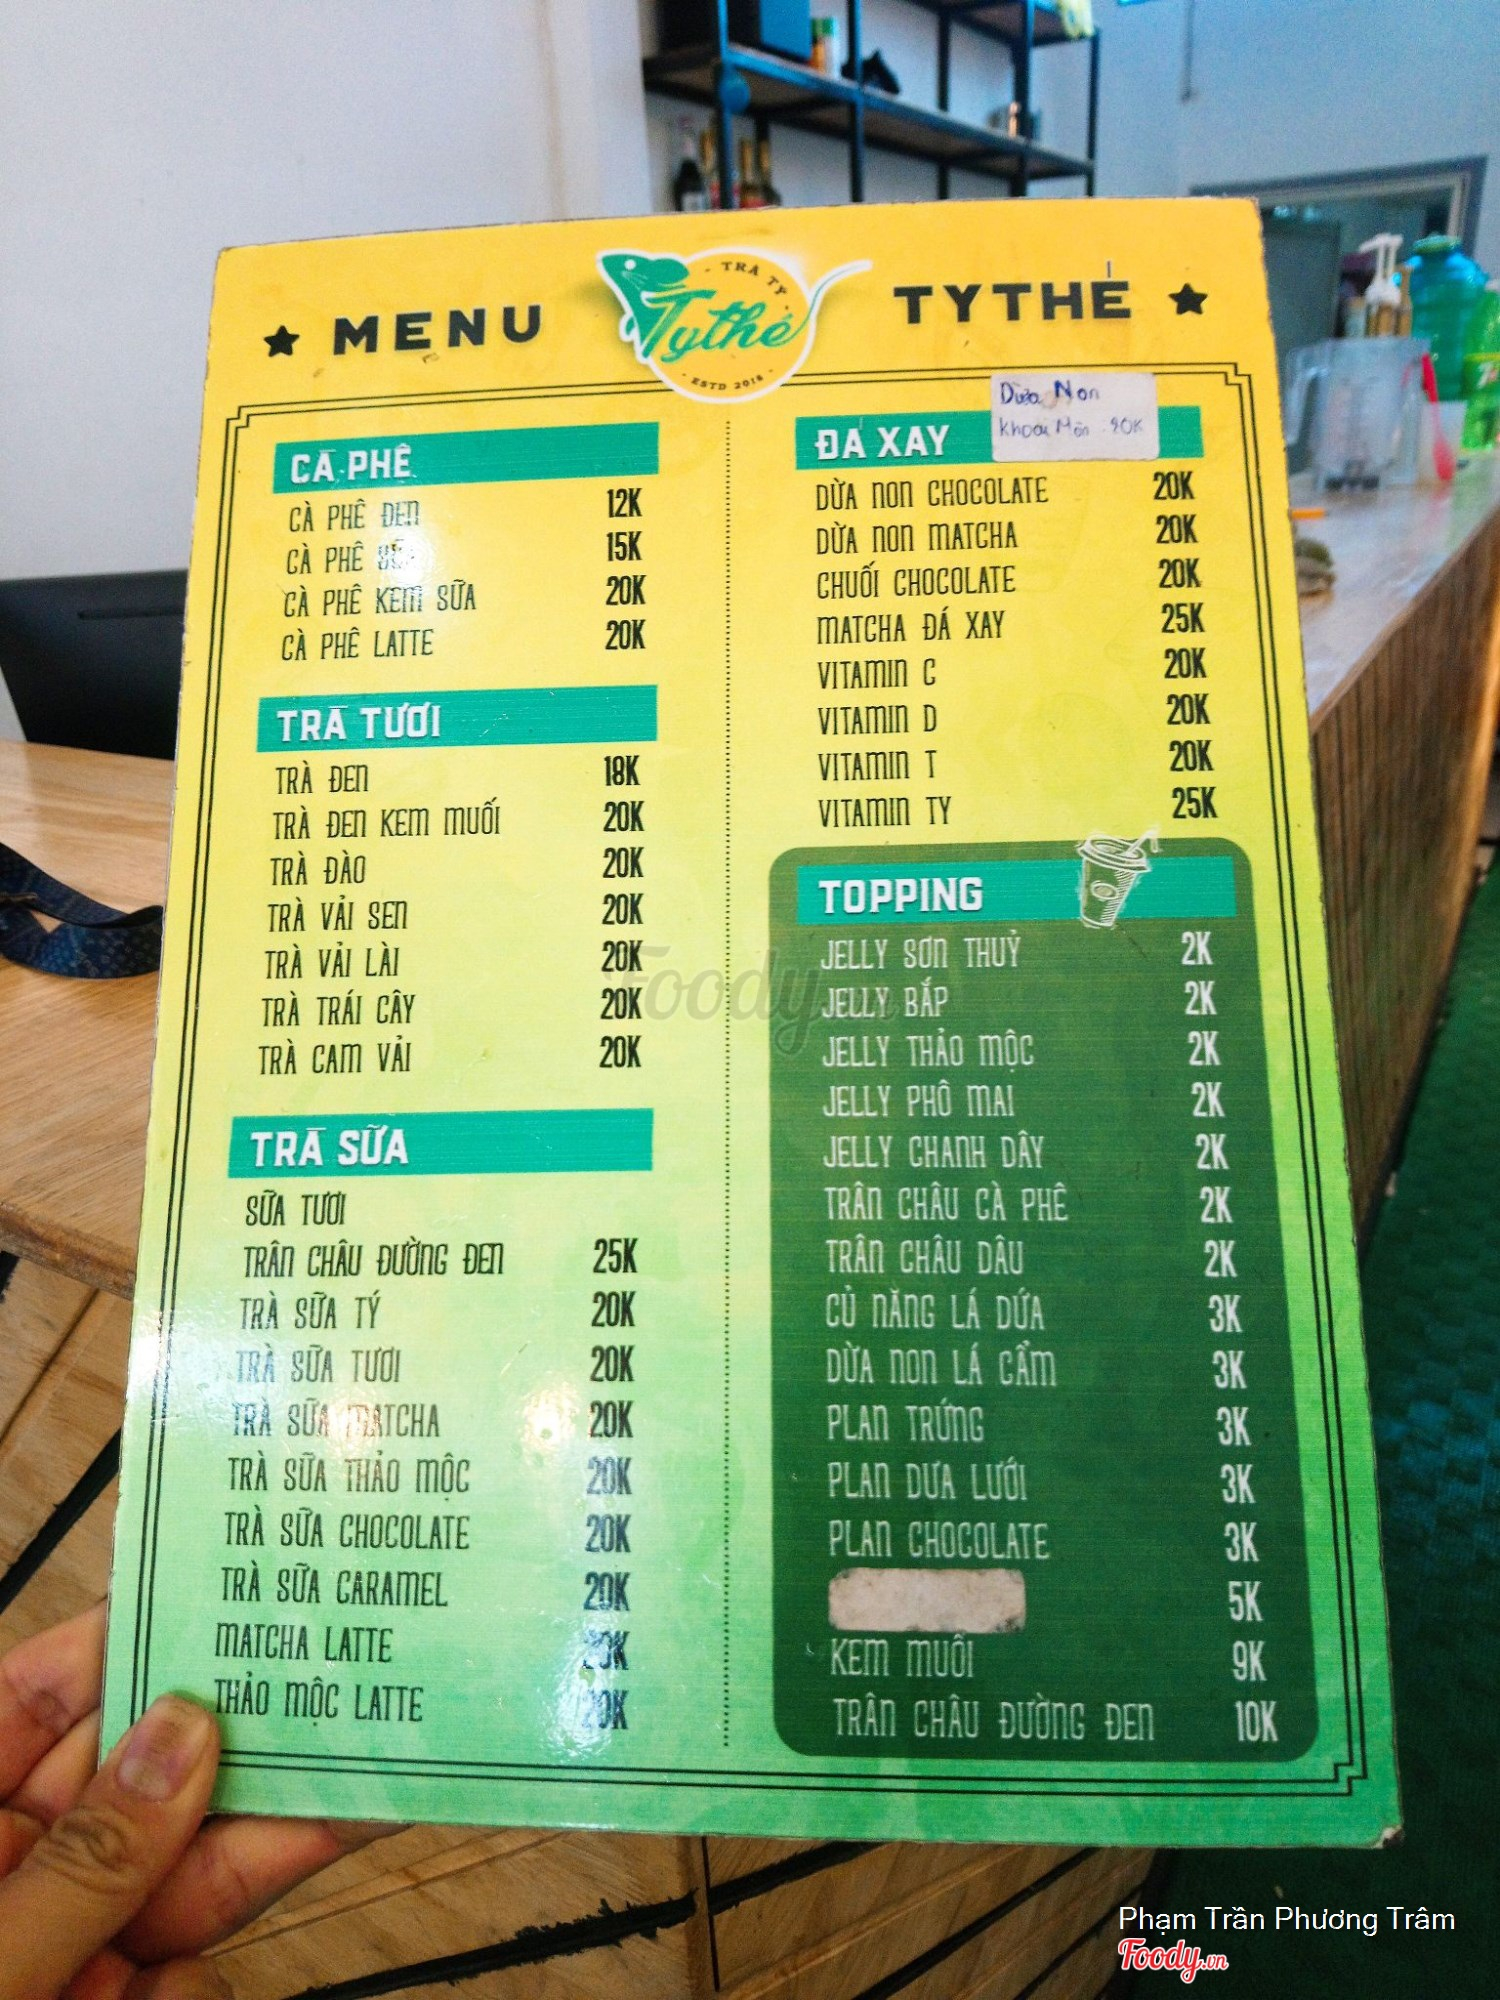 MENU
TRÀ TÝ
Tythé
ESTD 2018
TYTHÉ
CÀ PHÊ
CÀ PHÊ ĐEN 12K
CÀ PHÊ SỮA 15K
CÀ PHÊ KEM SỮA 20K
CÀ PHÊ LATTE 20K
TRÀ TƯƠI
TRÀ ĐEN 18K
TRÀ ĐEN KEM MUỐI 20K
TRÀ ĐÀO 20K
TRÀ VẢI SEN 20K
TRÀ VẢI LÀI 20K
TRÀ TRÁI CÂY 20K
TRÀ CAM VẢI 20K
TRÀ SỮA
SỮA TƯƠI
TRÂN CHÂU ĐƯỜNG ĐEN 25K
TRÀ SỮA TÝ 20K
TRÀ SỮA TƯƠI 20K
TRÀ SỮA MATCHA 20K
TRÀ SỮA THẢO MỘC 20K
TRÀ SỮA CHOCOLATE 20K
TRÀ SỮA CARAMEL 20K
MATCHA LATTE 20K
THẢO MỘC LATTE 20K
Dừa Non
khoai Môn 20K
ĐÁ XAY
DỪA NON CHOCOLATE 20K
DỪA NON MATCHA 20K
CHUỐI CHOCOLATE 20K
MATCHA ĐÁ XAY 25K
VITAMIN C 20K
VITAMIN D 20K
VITAMIN T 20K
VITAMIN TY 25K
TOPPING
JELLY SƠN THUỶ 2K
JELLY BẮP 2K
JELLY THẢO MỘC 2K
JELLY PHÔ MAI 2K
JELLY CHANH DÂY 2K
TRÂN CHÂU CÀ PHÊ 2K
TRÂN CHÂU DÂU 2K
CỦ NĂNG LÁ DỨA 3K
DỪA NON LÁ CẨM 3K
PLAN TRỨNG 3K
PLAN DƯA LƯỚI 3K
PLAN CHOCOLATE 3K
5K
KEM MUỐI 9K
TRÂN CHÂU ĐƯỜNG ĐEN 10K
Foody.vn
Phạm Trần Phương Trâm
Foody.vn